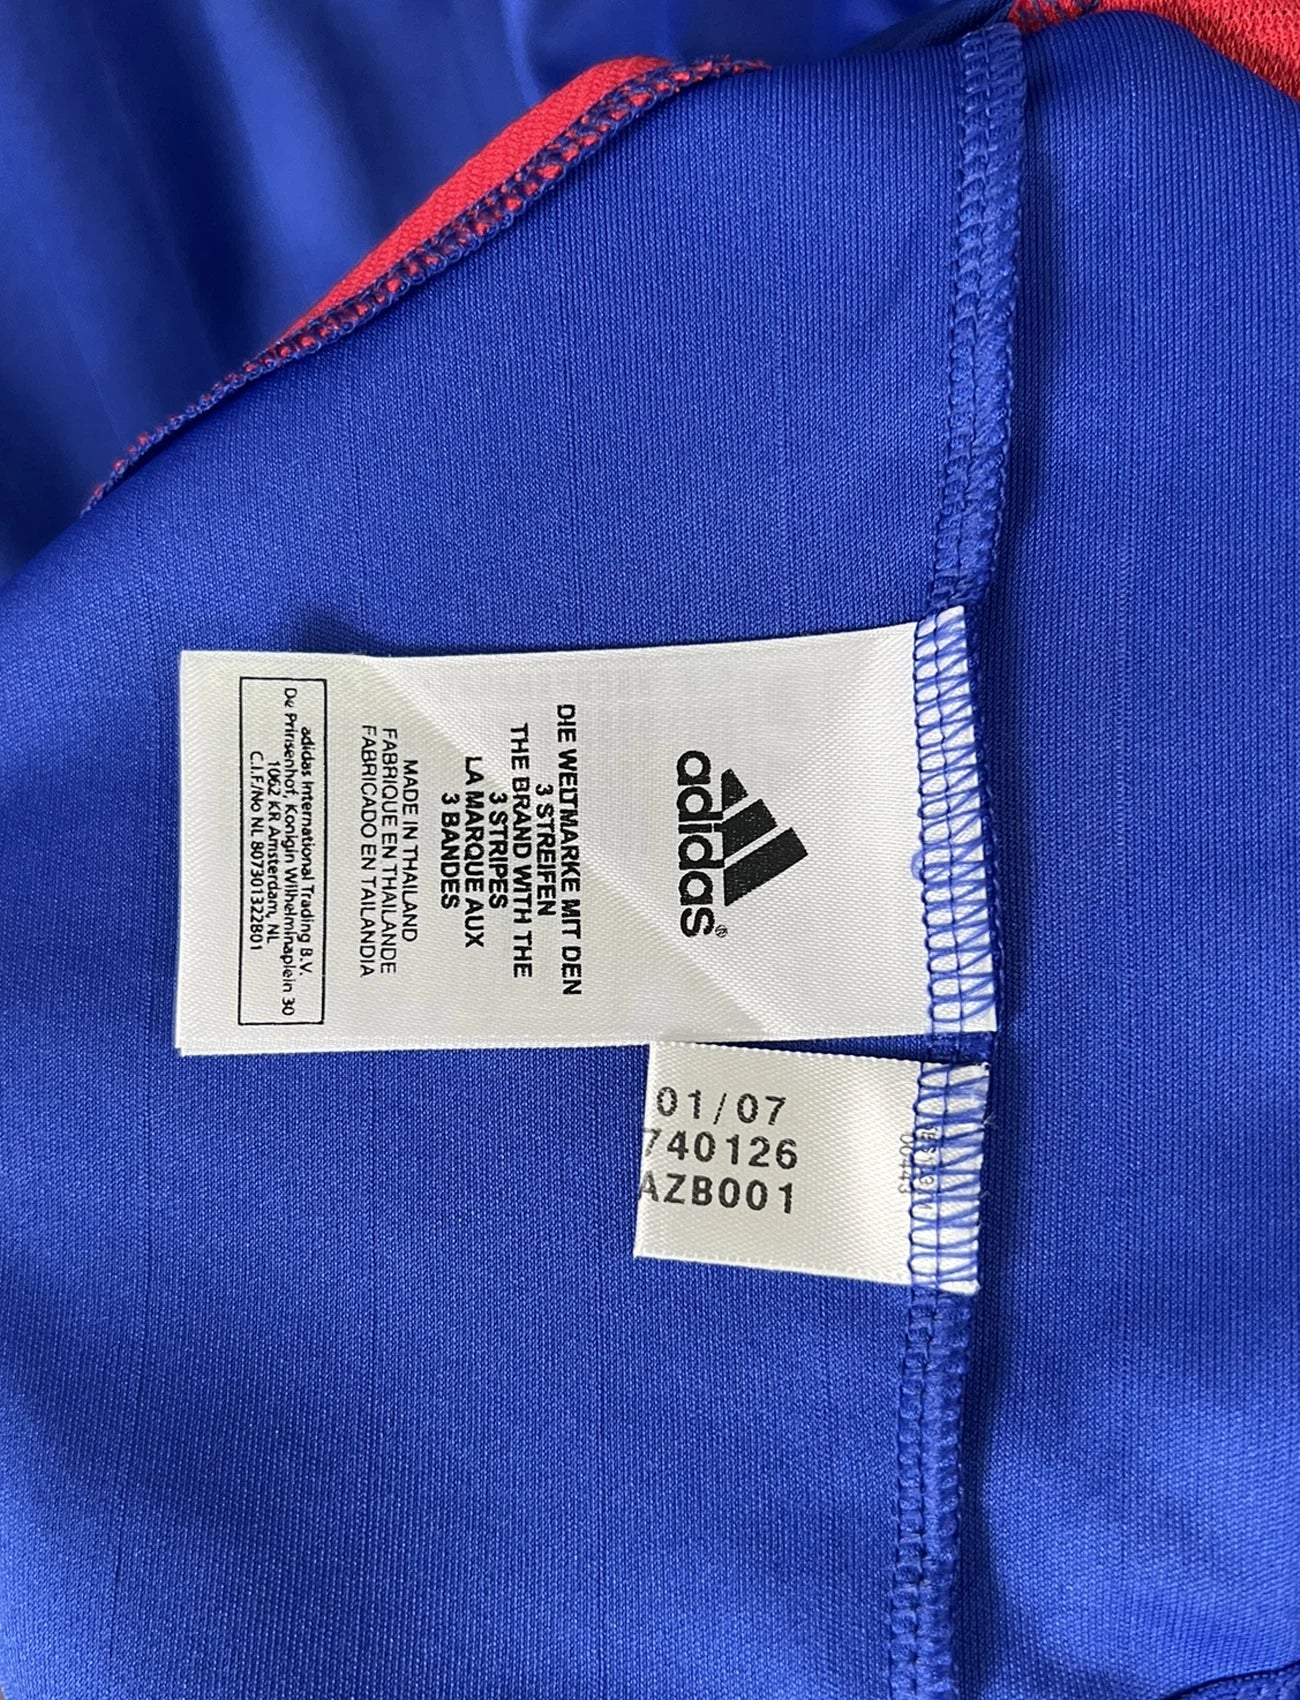 adidas®
DIE WELTMARKE MIT DEN
3 STREIFEN
THE BRAND WITH THE
3 STRIPES
LA MARQUE AUX
3 BANDES
MADE IN THAILAND
FABRIQUE EN THAILANDE
FABRICADO EN TAILANDIA
adidas International Trading B.V.
De Prinsenhof, Konigin Wilhelminaplein 30
1062 KR Amsterdam, NL
C.I.F./No NL 807301322B01
01/07
740126
AZB001
00443